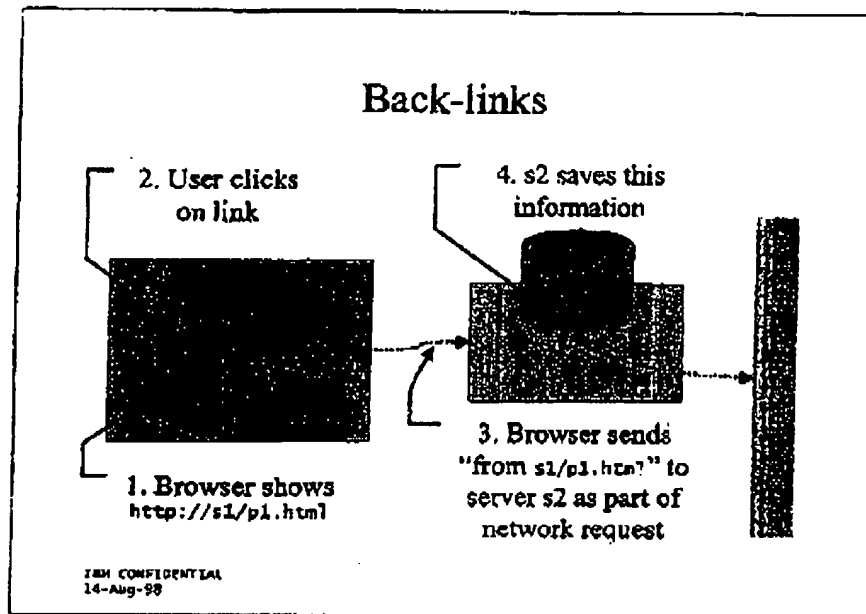 Back-links
2. User clicks
on link
4. s2 saves this
information
1. Browser shows
http://s1/p1.html
3. Browser sends
“from s1/p1.html” to
server s2 as part of
network request
IBM CONFIDENTIAL
14-Aug-98